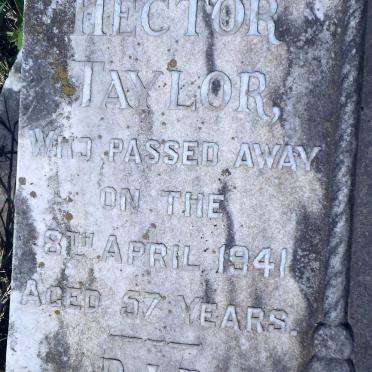 HECTOR
TAYLOR,
WHO PASSED AWAY
ON THE
8TH APRIL 1941
AGED 57 YEARS.
R.I.P.